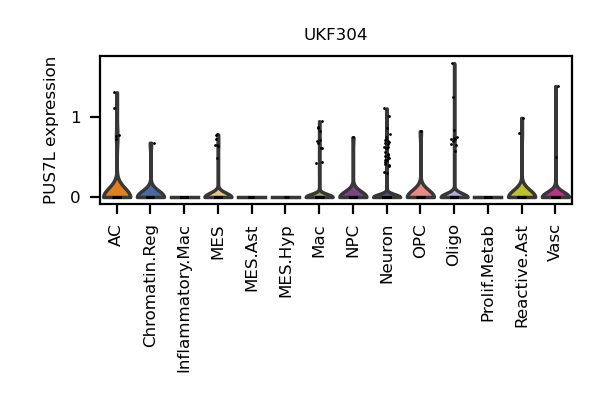 UKF304
PUS7L expression
1
0
AC
Chromatin.Reg
Inflammatory.Mac
MES
MES.Ast
MES.Hyp
Mac
NPC
Neuron
OPC
Oligo
Prolif.Metab
Reactive.Ast
Vasc